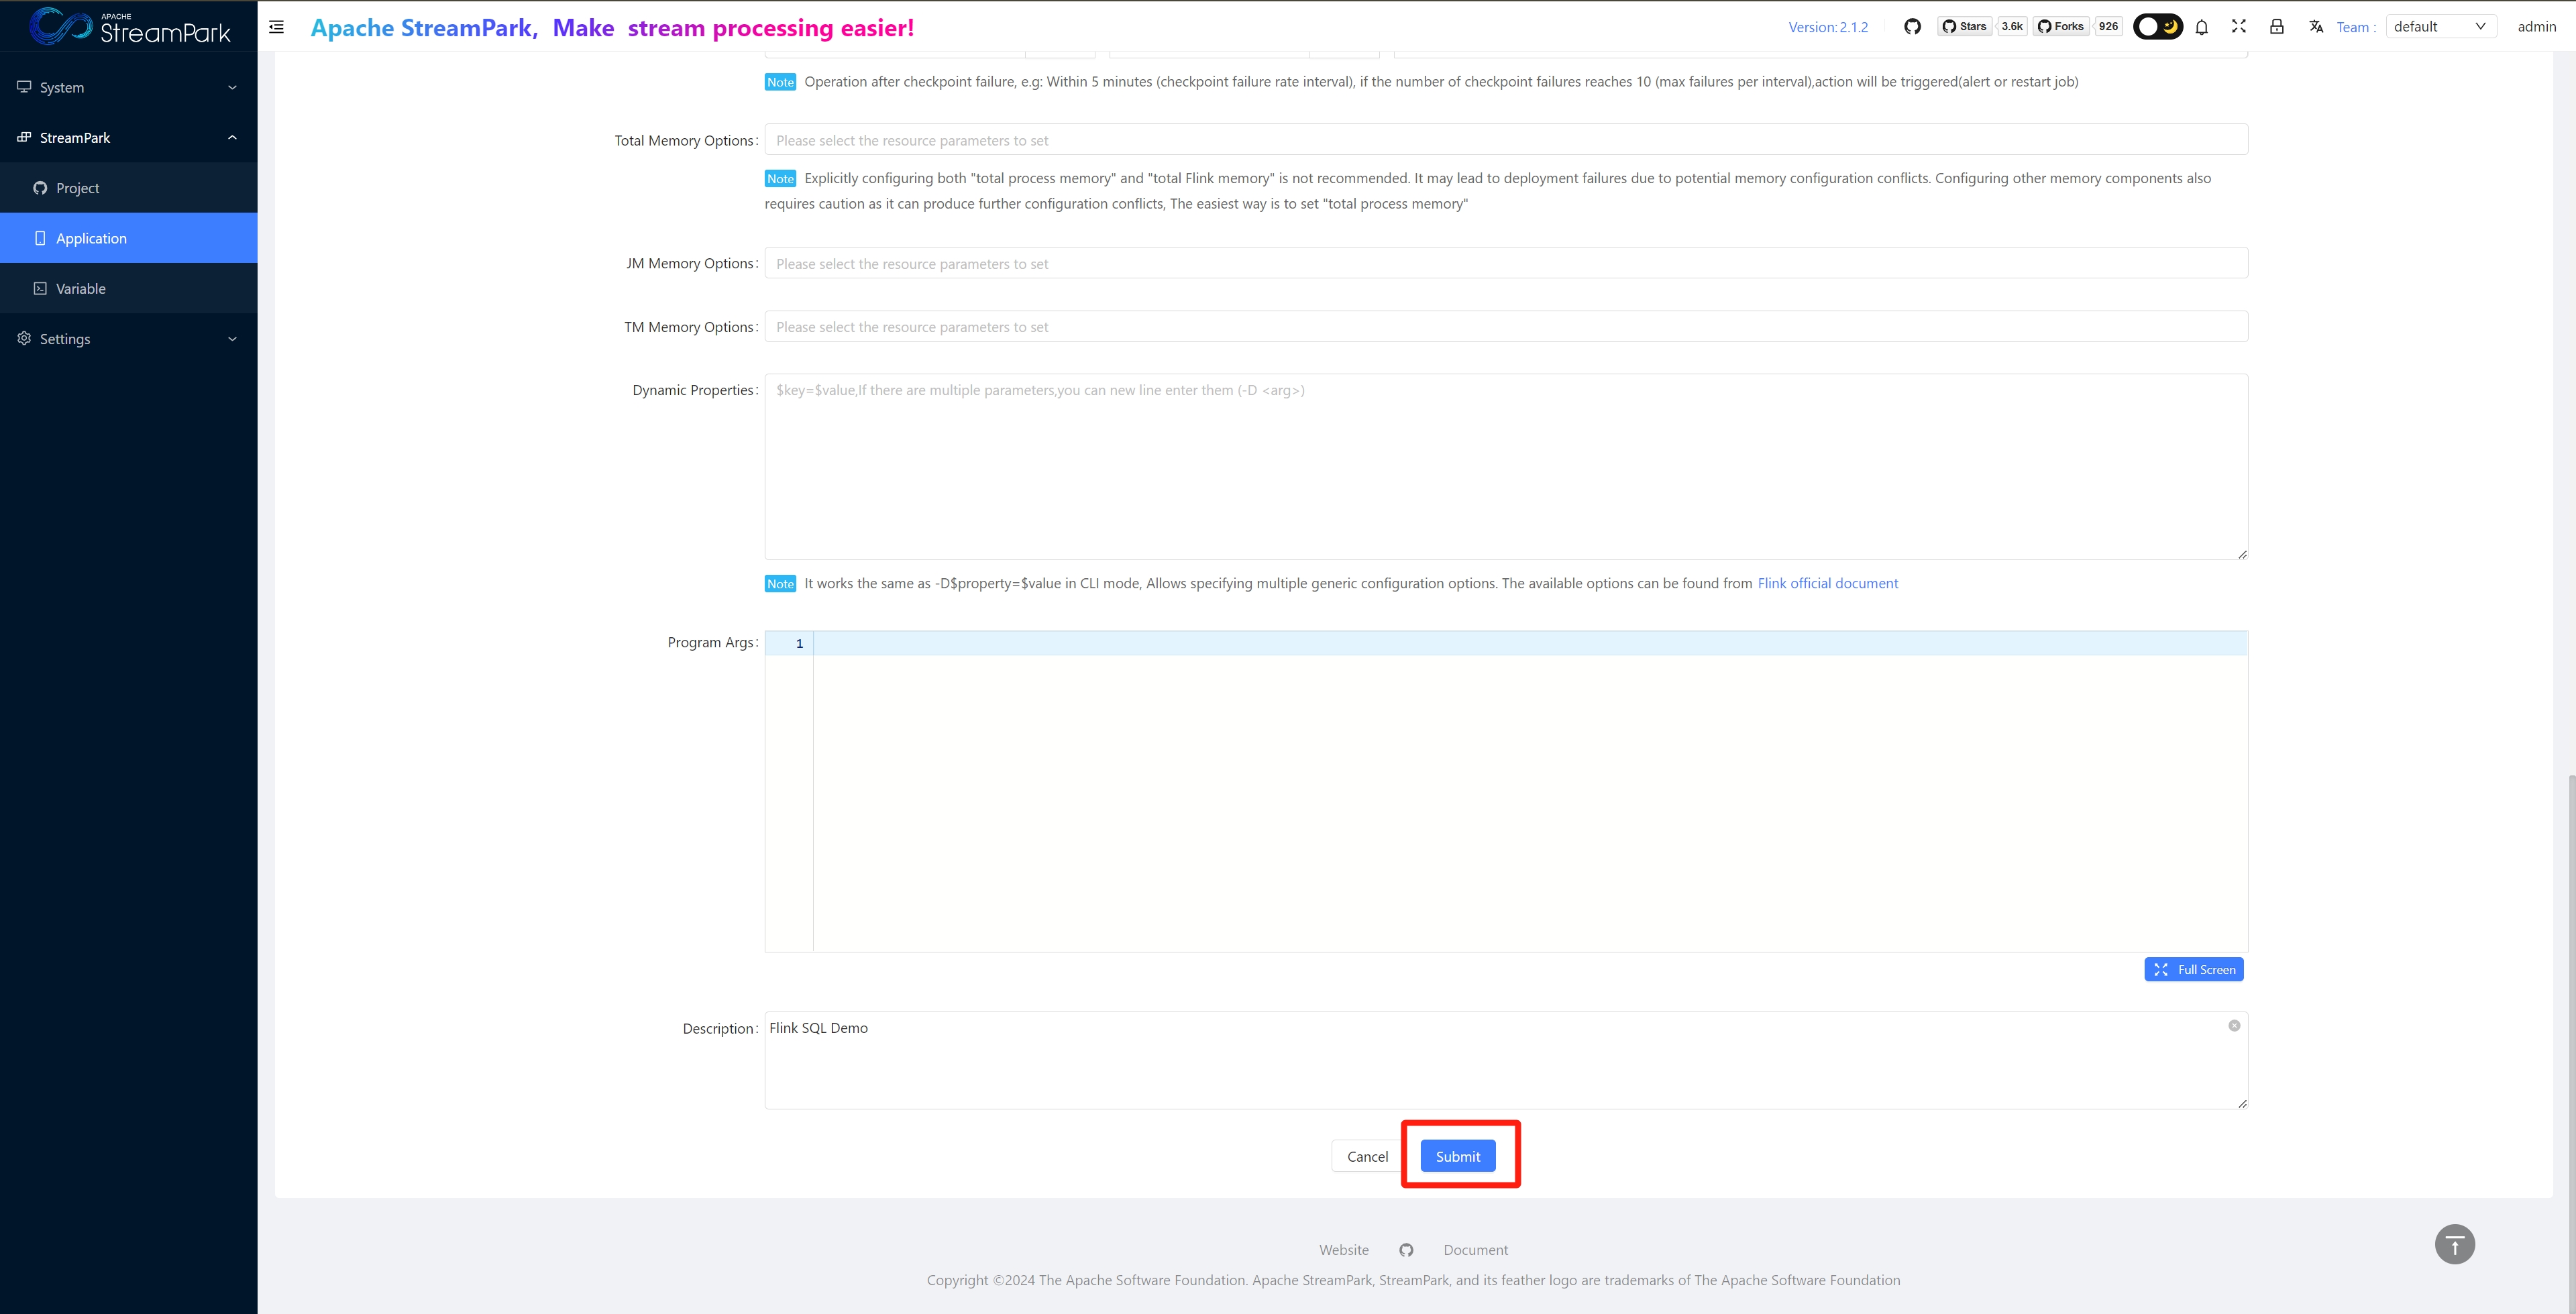 APACHE
StreamPark
Apache StreamPark, Make stream processing easier!
Version: 2.1.2
Stars 3.6k Forks 926
Team : default
admin
System
StreamPark
Project
Application
Variable
Settings
Note Operation after checkpoint failure, e.g: Within 5 minutes (checkpoint failure rate interval), if the number of checkpoint failures reaches 10 (max failures per interval),action will be triggered(alert or restart job)
Total Memory Options: Please select the resource parameters to set
Note Explicitly configuring both "total process memory" and "total Flink memory" is not recommended. It may lead to deployment failures due to potential memory configuration conflicts. Configuring other memory components also
requires caution as it can produce further configuration conflicts, The easiest way is to set "total process memory"
JM Memory Options: Please select the resource parameters to set
TM Memory Options: Please select the resource parameters to set
Dynamic Properties: $key=$value,If there are multiple parameters,you can new line enter them (-D <arg>)
Note It works the same as -D$property=$value in CLI mode, Allows specifying multiple generic configuration options. The available options can be found from Flink official document
Program Args: 1
Full Screen
Description: Flink SQL Demo
Cancel Submit
Website Document
Copyright ©2024 The Apache Software Foundation. Apache StreamPark, StreamPark, and its feather logo are trademarks of The Apache Software Foundation